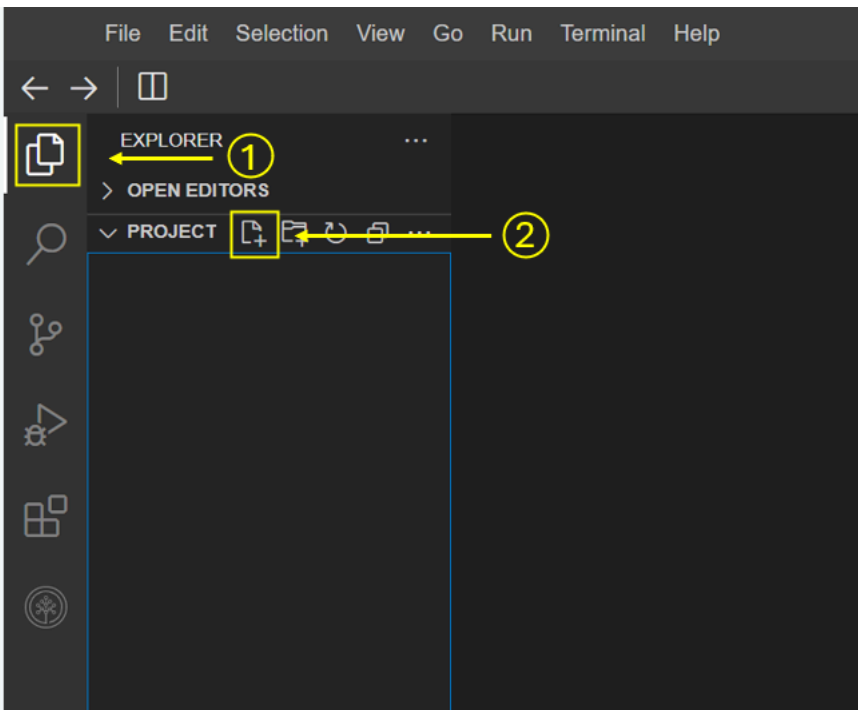 File Edit Selection View Go Run Terminal Help
EXPLORER ...
1
OPEN EDITORS
PROJECT ...
2